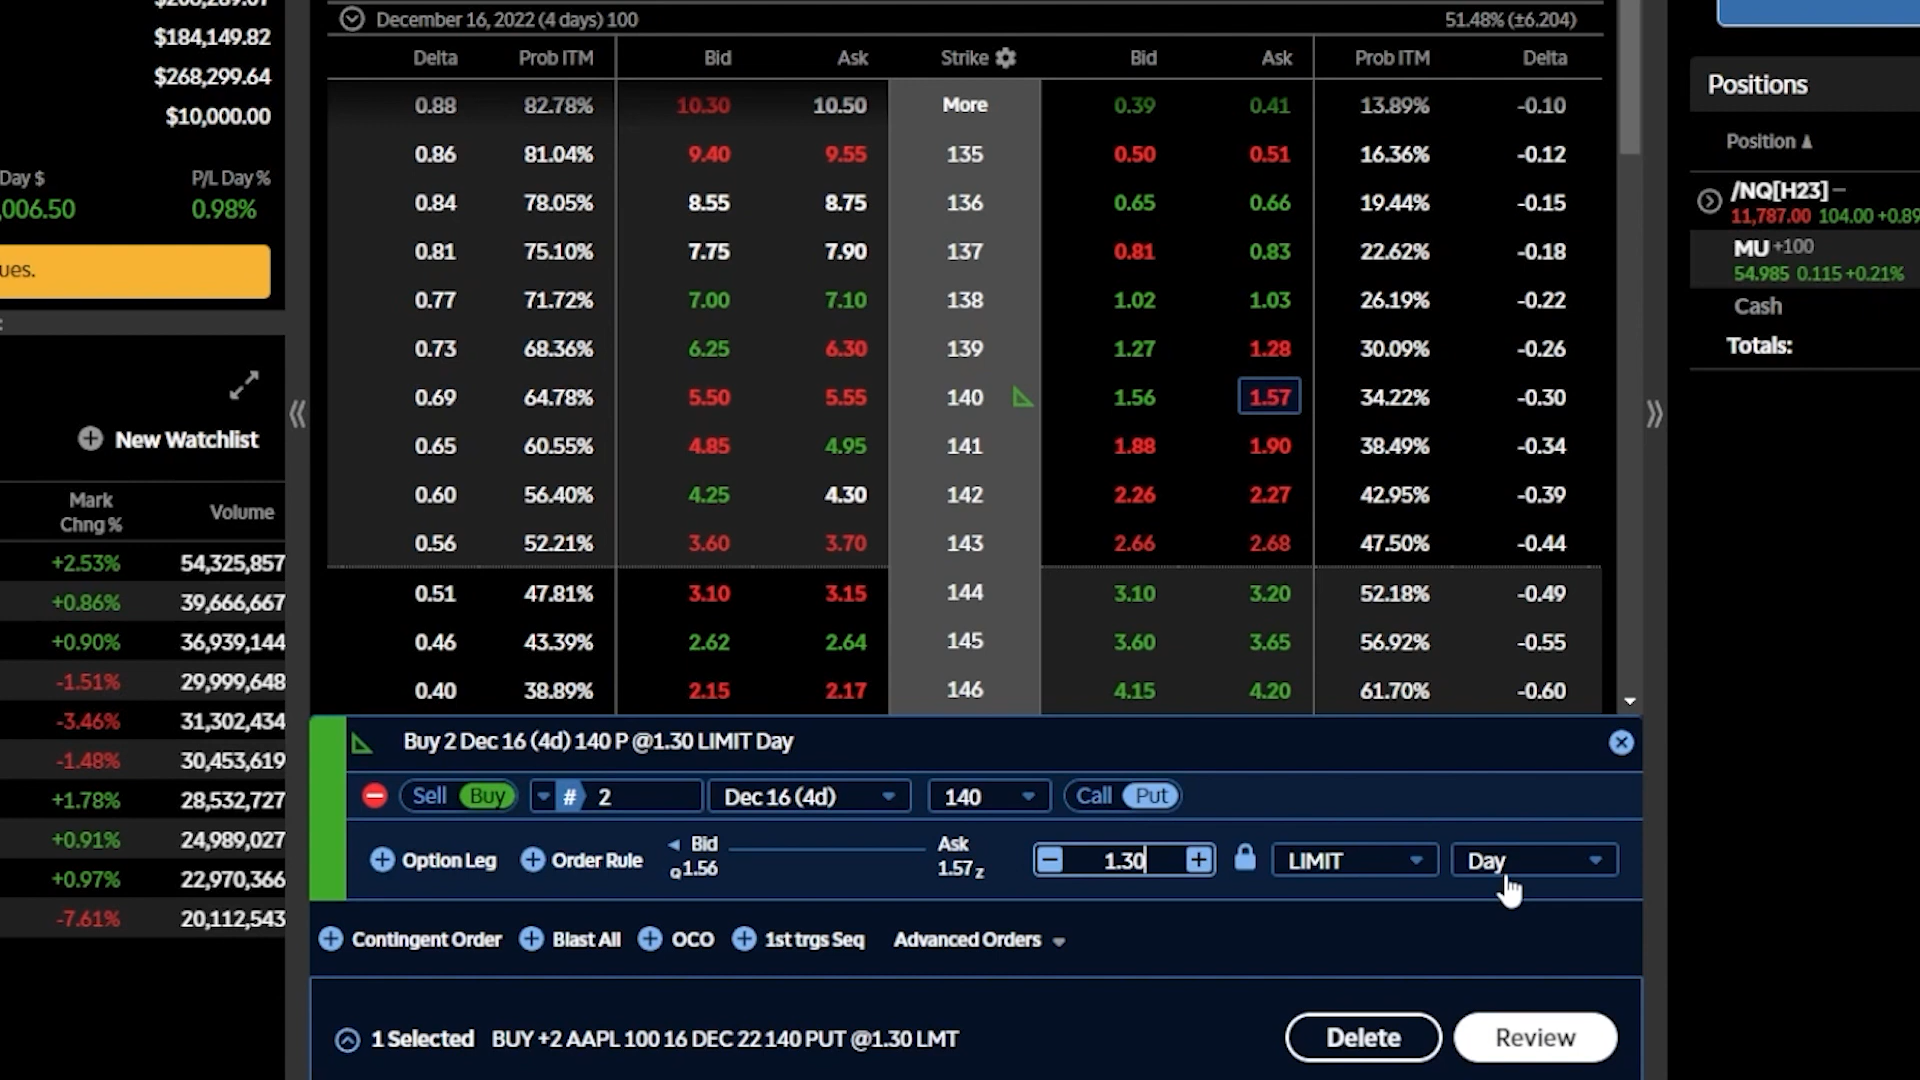 $184,149.82
$268,299.64
$10,000.00
Day $ P/L Day %
,006.50 0.98%
ues.
New Watchlist
Mark Chng % Volume
+2.53% 54,325,857
+0.86% 39,666,667
+0.90% 36,939,144
-1.51% 29,999,648
-3.46% 31,302,434
-1.48% 30,453,619
+1.78% 28,532,727
+0.91% 24,989,027
+0.97% 22,970,366
-7.61% 20,112,543
December 16, 2022 (4 days) 100 51.48% (±6.204)
Delta Prob ITM Bid Ask Strike Bid Ask Prob ITM Delta
0.88 82.78% 10.30 10.50 More 0.39 0.41 13.89% -0.10
0.86 81.04% 9.40 9.55 135 0.50 0.51 16.36% -0.12
0.84 78.05% 8.55 8.75 136 0.65 0.66 19.44% -0.15
0.81 75.10% 7.75 7.90 137 0.81 0.83 22.62% -0.18
0.77 71.72% 7.00 7.10 138 1.02 1.03 26.19% -0.22
0.73 68.36% 6.25 6.30 139 1.27 1.28 30.09% -0.26
0.69 64.78% 5.50 5.55 140 1.56 1.57 34.22% -0.30
0.65 60.55% 4.85 4.95 141 1.88 1.90 38.49% -0.34
0.60 56.40% 4.25 4.30 142 2.26 2.27 42.95% -0.39
0.56 52.21% 3.60 3.70 143 2.66 2.68 47.50% -0.44
0.51 47.81% 3.10 3.15 144 3.10 3.20 52.18% -0.49
0.46 43.39% 2.62 2.64 145 3.60 3.65 56.92% -0.55
0.40 38.89% 2.15 2.17 146 4.15 4.20 61.70% -0.60
Buy 2 Dec 16 (4d) 140 P @1.30 LIMIT Day
Sell Buy # 2 Dec 16 (4d) 140 Call Put
Option Leg Order Rule Bid Q1.56 Ask 1.57Z 1.30 LIMIT Day
Contingent Order Blast All OCO 1st trgs Seq Advanced Orders
1 Selected BUY +2 AAPL 100 16 DEC 22 140 PUT @1.30 LMT Delete Review
Positions
Position
/NQ[H23]
11,787.00 104.00 +0.89
MU +100
54.985 0.115 +0.21%
Cash
Totals: